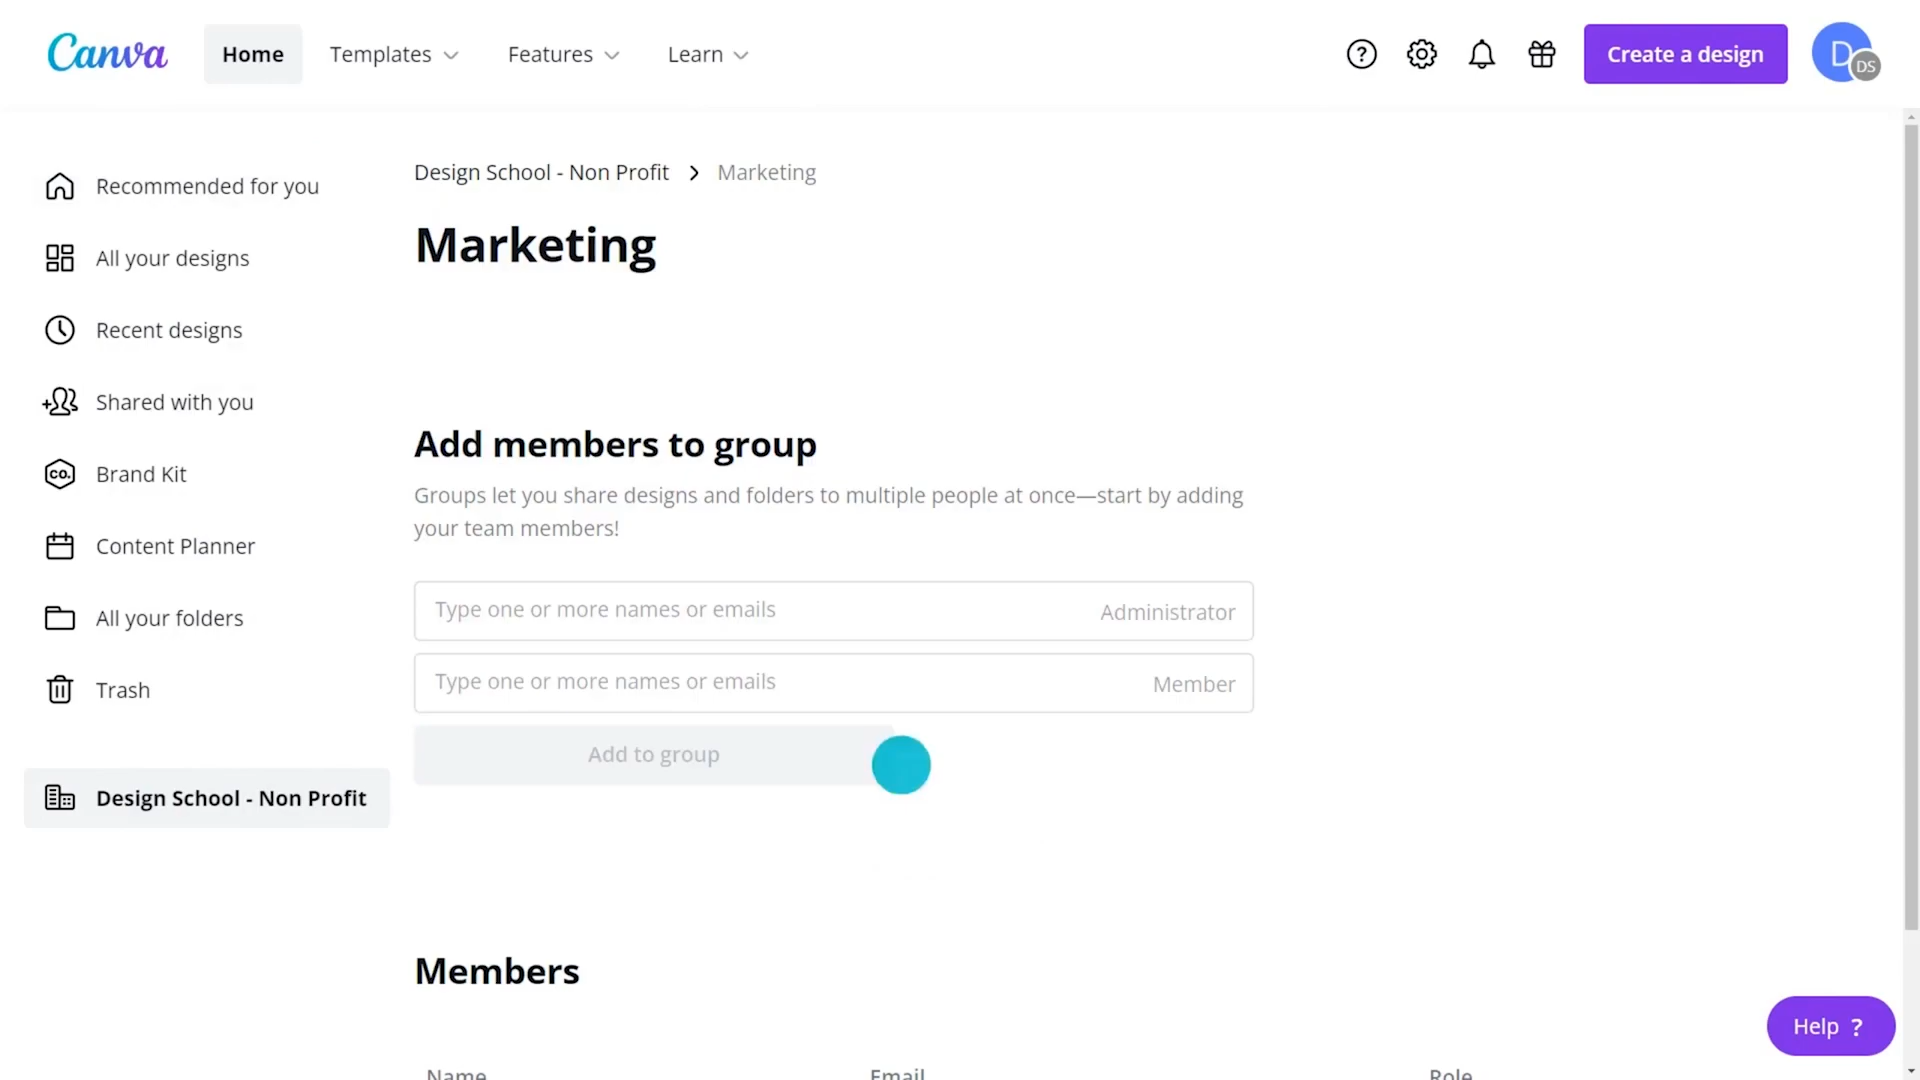 Canva
Home
Templates
Features
Learn
?
Create a design
D
DS
Recommended for you
All your designs
Recent designs
Shared with you
CO.
Brand Kit
Content Planner
All your folders
Trash
Design School - Non Profit
Design School - Non Profit > Marketing
Marketing
Add members to group
Groups let you share designs and folders to multiple people at once—start by adding
your team members!
Type one or more names or emails Administrator
Type one or more names or emails Member
Add to group
Members
Name Email Role
Help ?